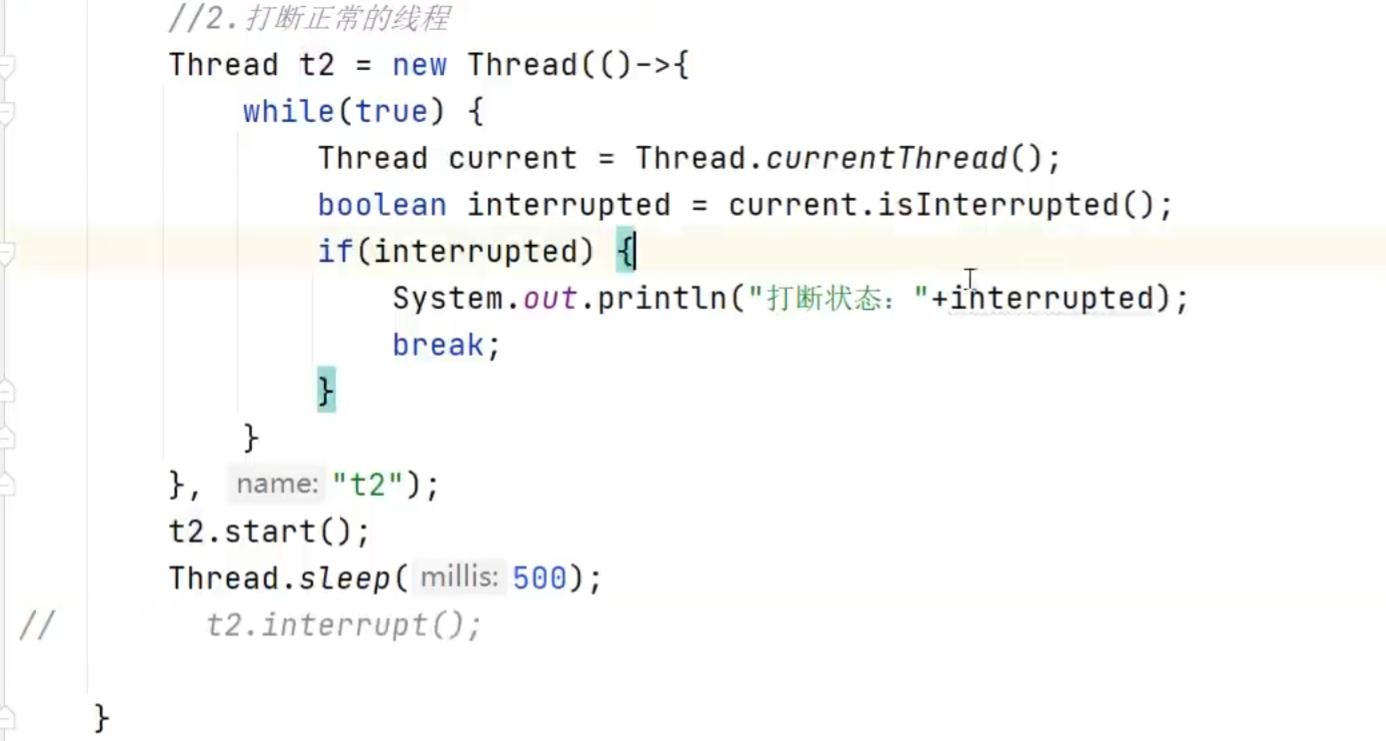 //2.打断正常的线程
Thread t2 = new Thread(()->{
while(true) {
Thread current = Thread.currentThread();
boolean interrupted = current.isInterrupted();
if(interrupted) {
System.out.println("打断状态："+interrupted);
break;
}
}
}, name: "t2");
t2.start();
Thread.sleep( millis: 500);
// t2.interrupt();
}